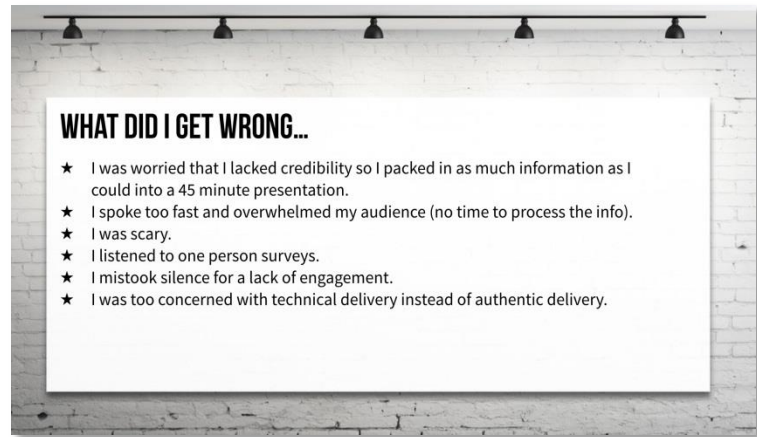 WHAT DID I GET WRONG...
★ I was worried that I lacked credibility so I packed in as much information as I
could into a 45 minute presentation.
★ I spoke too fast and overwhelmed my audience (no time to process the info).
★ I was scary.
★ I listened to one person surveys.
★ I mistook silence for a lack of engagement.
★ I was too concerned with technical delivery instead of authentic delivery.